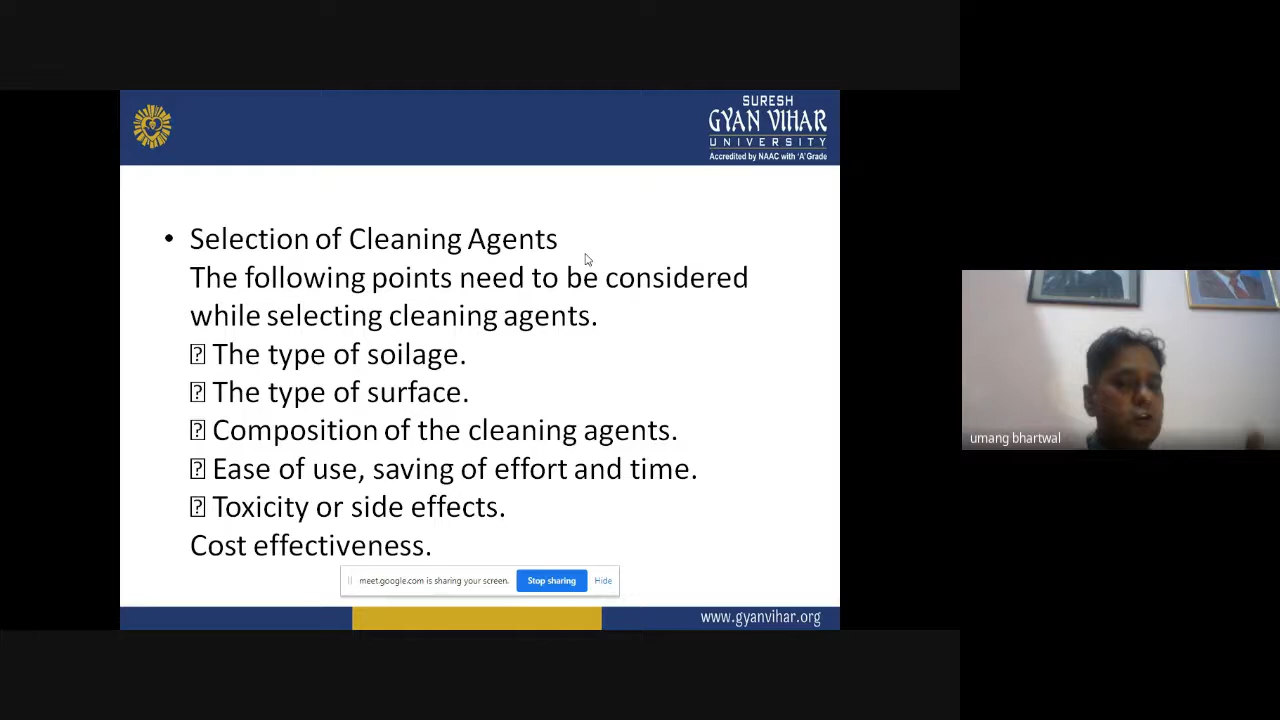 SURESH
GYAN VIHAR
UNIVERSITY
Accredited by NAAC with 'A' Grade
• Selection of Cleaning Agents
The following points need to be considered
while selecting cleaning agents.
⍰ The type of soilage.
⍰ The type of surface.
⍰ Composition of the cleaning agents.
⍰ Ease of use, saving of effort and time.
⍰ Toxicity or side effects.
Cost effectiveness.
meet.google.com is sharing your screen. Stop sharing Hide
www.gyanvihar.org
umang bhartwal